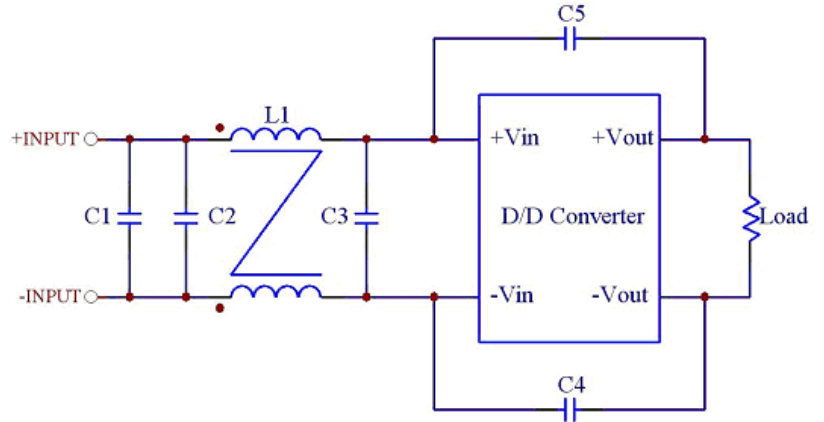 C5
L1
+INPUT
+Vin
+Vout
C1
C2
C3
D/D Converter
Load
-INPUT
-Vin
-Vout
C4